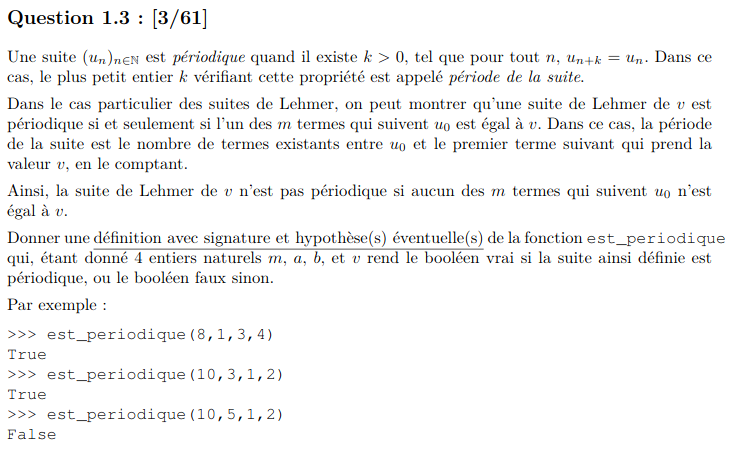 Question 1.3 : [3/61]
Une suite (uₙ)ₙ∈ℕ est périodique quand il existe k > 0, tel que pour tout n, uₙ₊ₖ = uₙ. Dans ce
cas, le plus petit entier k vérifiant cette propriété est appelé période de la suite.
Dans le cas particulier des suites de Lehmer, on peut montrer qu'une suite de Lehmer de v est
périodique si et seulement si l'un des m termes qui suivent u₀ est égal à v. Dans ce cas, la période
de la suite est le nombre de termes existants entre u₀ et le premier terme suivant qui prend la
valeur v, en le comptant.
Ainsi, la suite de Lehmer de v n'est pas périodique si aucun des m termes qui suivent u₀ n'est
égal à v.
Donner une définition avec signature et hypothèse(s) éventuelle(s) de la fonction est_periodique
qui, étant donné 4 entiers naturels m, a, b, et v rend le booléen vrai si la suite ainsi définie est
périodique, ou le booléen faux sinon.
Par exemple :
>>> est_periodique(8,1,3,4)
True
>>> est_periodique(10,3,1,2)
True
>>> est_periodique(10,5,1,2)
False